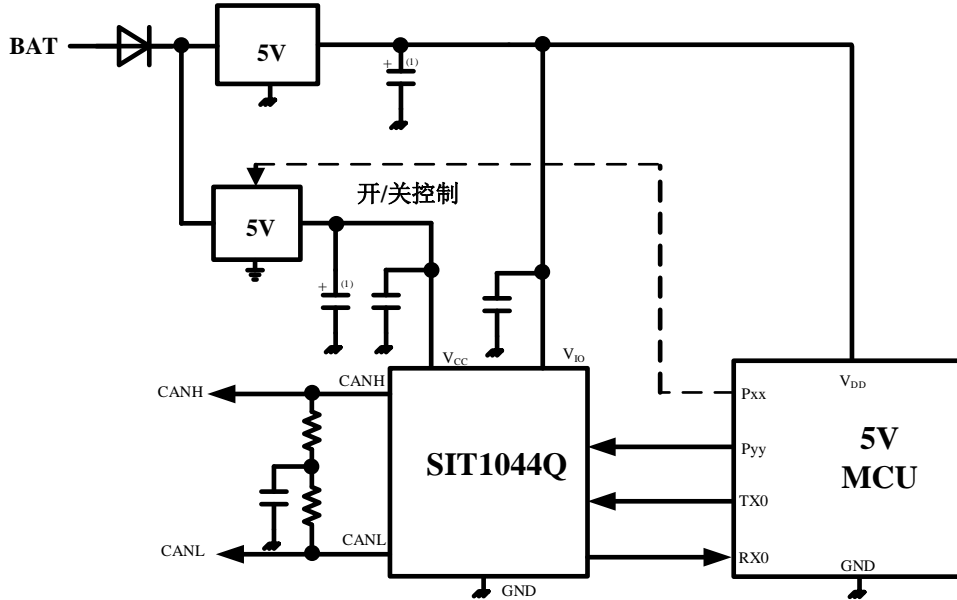 BAT
5V
+ (1)
开/关控制
5V
+ (1)
VCC
VIO
CANH
CANH
VDD
Pxx
Pyy
5V
MCU
SIT1044Q
TX0
CANL
CANL
RX0
GND
GND